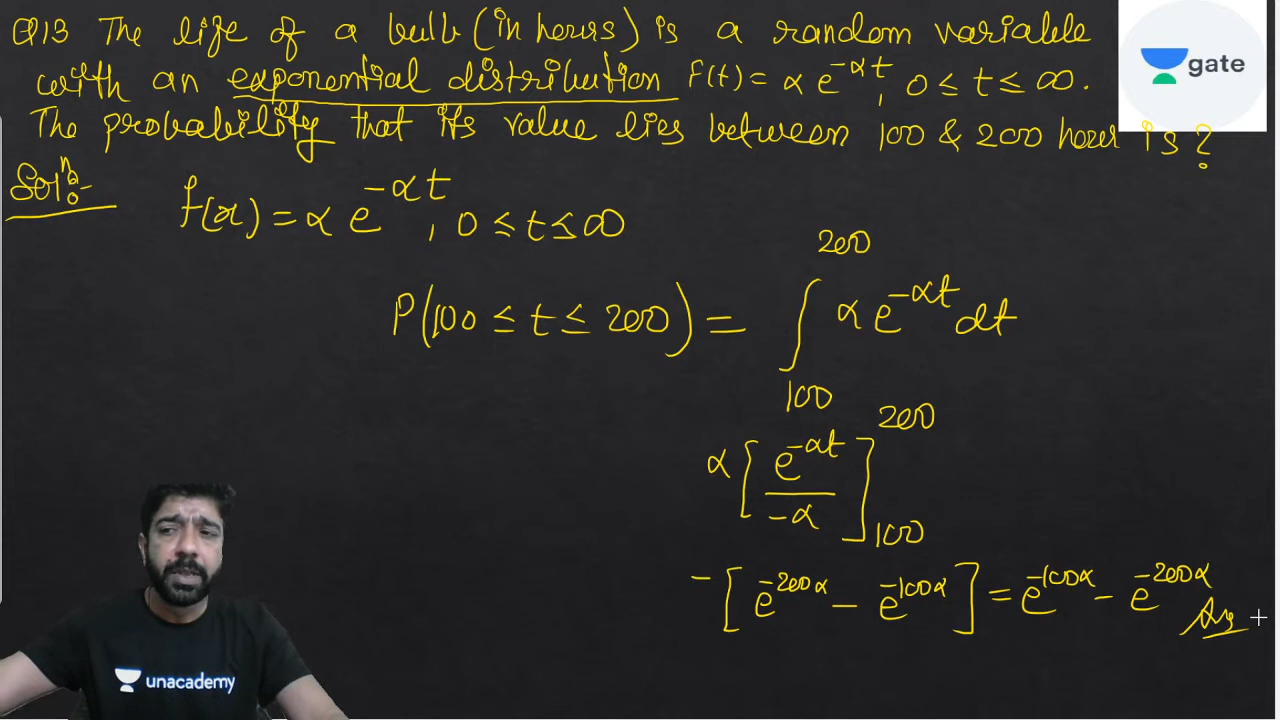 Q13 The life of a bulb (in hours) is a random variable
with an exponential distribution f(t) = α e^{-αt}, 0 ≤ t ≤ ∞.
The probability that its value lies between 100 & 200 hour is ?
gate
Solⁿ:-
f(x) = α e^{-αt}, 0 ≤ t ≤ ∞
P(100 ≤ t ≤ 200) = ∫_{100}^{200} α e^{-αt} dt
α [e^{-αt} / -α]_{100}^{200}
- [e^{-200α} - e^{-100α}] = e^{-100α} - e^{-200α} Ans
unacademy